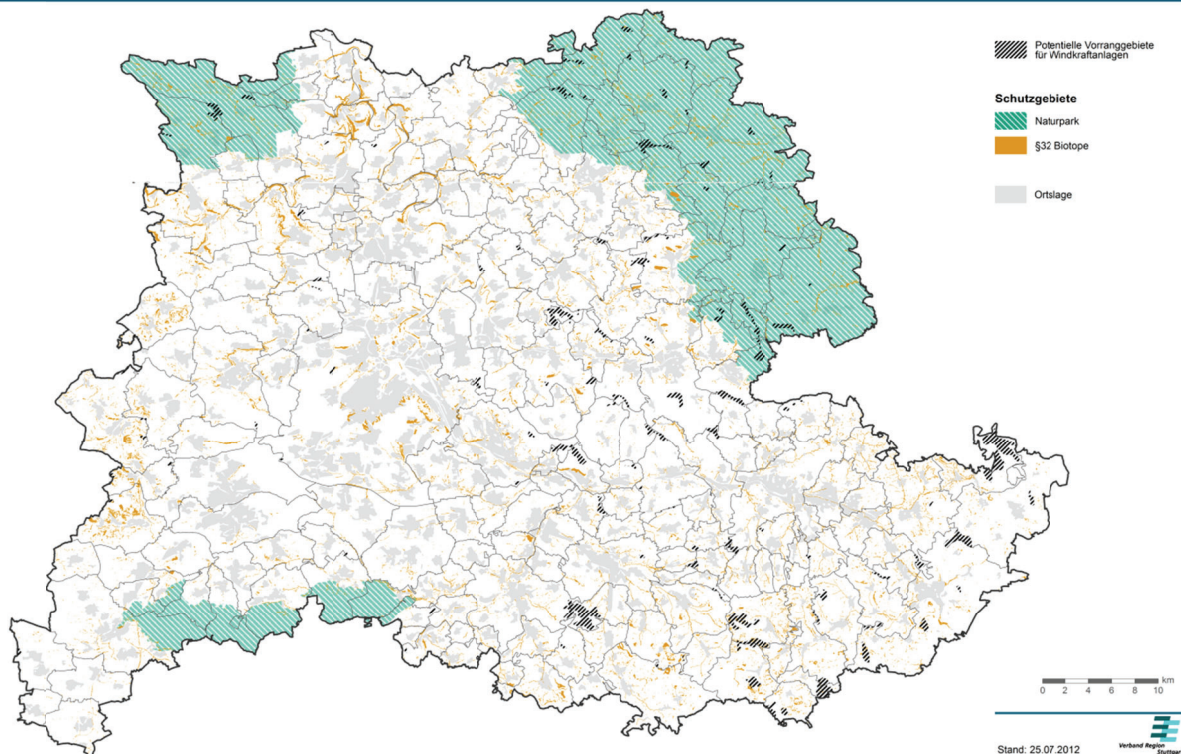 Potentielle Vorranggebiete
für Windkraftanlagen
Schutzgebiete
Naturpark
§32 Biotope
Ortslage
km
0 2 4 6 8 10
Stand: 25.07.2012
Verband Region
Stuttgart